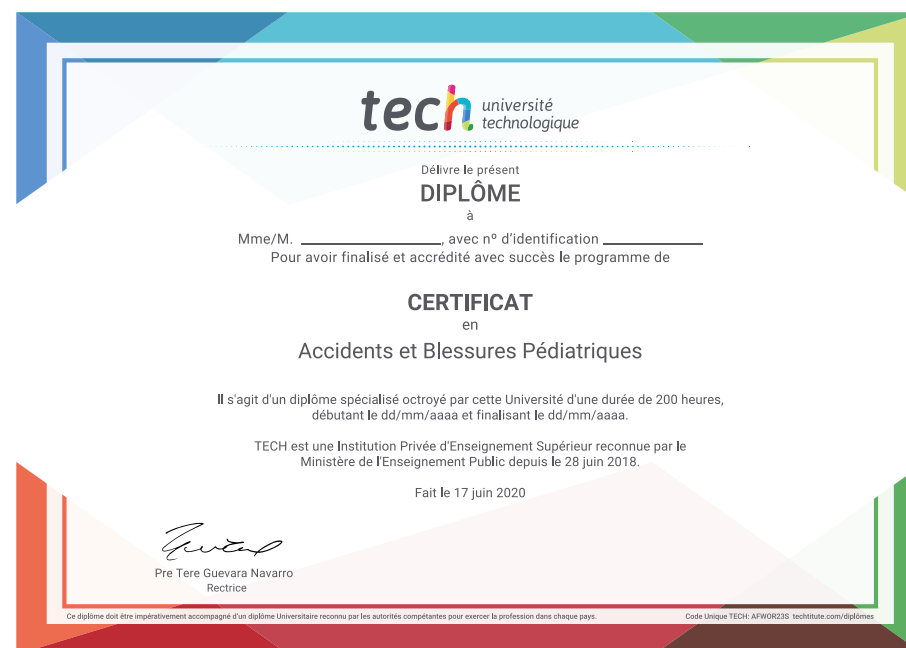 tech université
technologique
Délivre le présent
DIPLÔME
à
Mme/M. ____________________, avec nº d'identification ______________
Pour avoir finalisé et accrédité avec succès le programme de
CERTIFICAT
en
Accidents et Blessures Pédiatriques
Il s'agit d'un diplôme spécialisé octroyé par cette Université d'une durée de 200 heures,
débutant le dd/mm/aaaa et finalisant le dd/mm/aaaa.
TECH est une Institution Privée d'Enseignement Supérieur reconnue par le
Ministère de l'Enseignement Public depuis le 28 juin 2018.
Fait le 17 juin 2020
Pre Tere Guevara Navarro
Rectrice
Ce diplôme doit être impérativement accompagné d'un diplôme Universitaire reconnu par les autorités compétantes pour exercer la profession dans chaque pays.
Code Unique TECH: AFWOR23S techtitute.com/diplômes